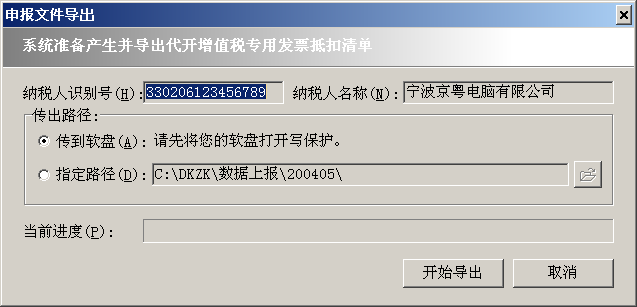 申报文件导出
系统准备产生并导出代开增值税专用发票抵扣清单
纳税人识别号(H): 330206123456789 纳税人名称(N): 宁波京粤电脑有限公司
传出路径:
传到软盘(A): 请先将您的软盘打开写保护。
指定路径(D): C:\DKZK\数据上报\200405\
当前进度(P):
开始导出 取消